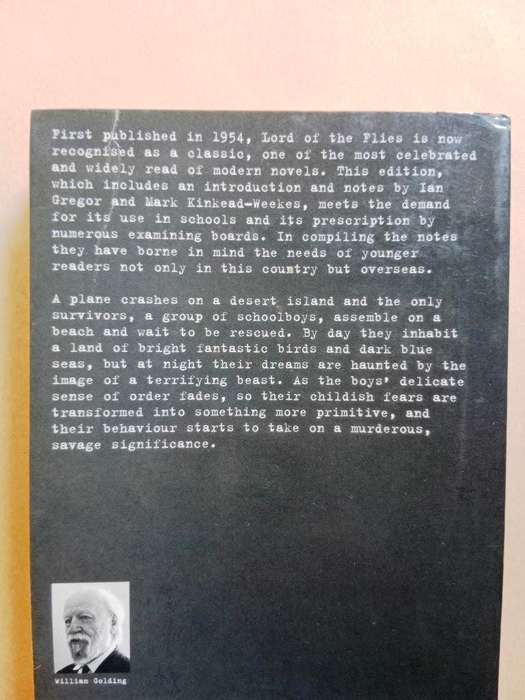 First published in 1954, Lord of the Flies is now
recognised as a classic, one of the most celebrated
and widely read of modern novels. This edition,
which includes an introduction and notes by Ian
Gregor and Mark Kinkead-Weekes, meets the demand
for its use in schools and its prescription by
numerous examining boards. In compiling the notes
they have borne in mind the needs of younger
readers not only in this country but overseas.
A plane crashes on a desert island and the only
survivors, a group of schoolboys, assemble on a
beach and wait to be rescued. By day they inhabit
a land of bright fantastic birds and dark blue
seas, but at night their dreams are haunted by the
image of a terrifying beast. As the boys' delicate
sense of order fades, so their childish fears are
transformed into something more primitive, and
their behaviour starts to take on a murderous,
savage significance.
William Golding